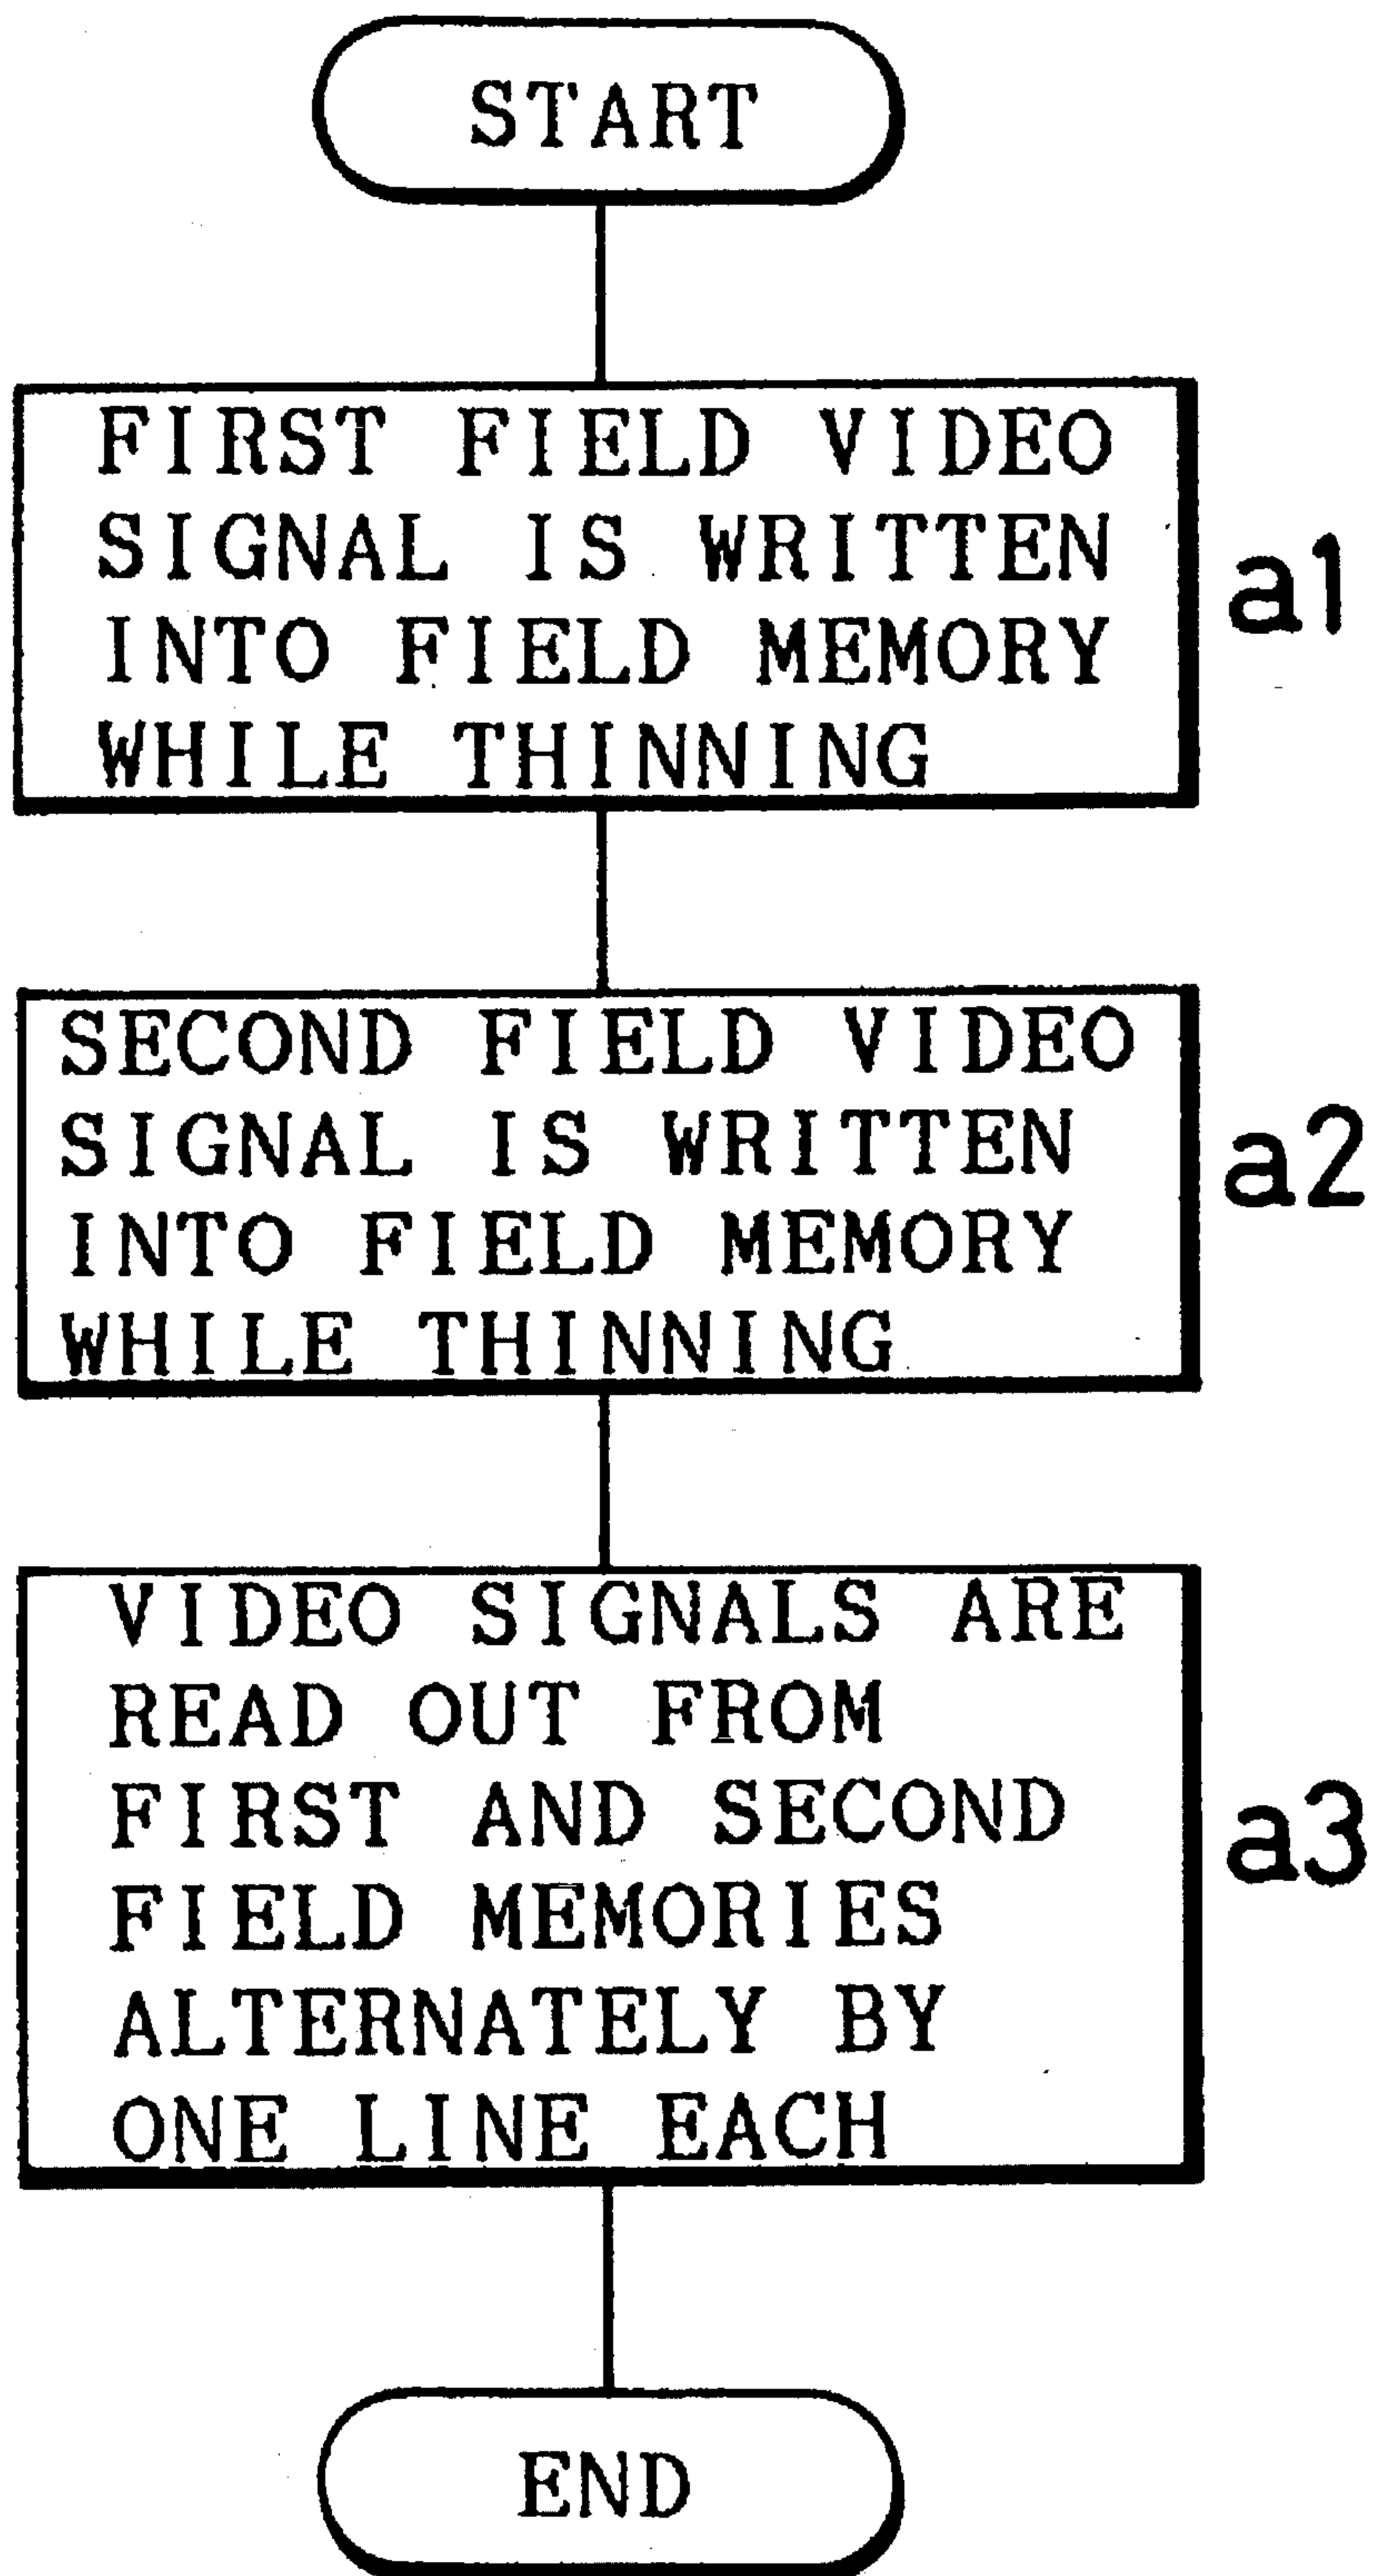 START
FIRST FIELD VIDEO
SIGNAL IS WRITTEN
INTO FIELD MEMORY
WHILE THINNING
a1
SECOND FIELD VIDEO
SIGNAL IS WRITTEN
INTO FIELD MEMORY
WHILE THINNING
a2
VIDEO SIGNALS ARE
READ OUT FROM
FIRST AND SECOND
FIELD MEMORIES
ALTERNATELY BY
ONE LINE EACH
a3
END